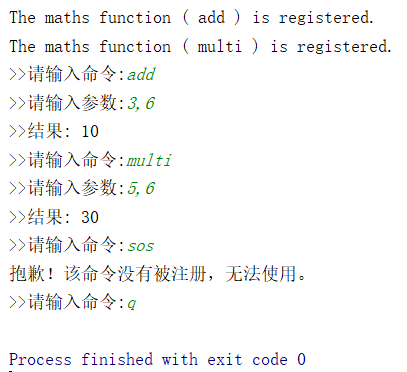 The maths function ( add ) is registered.
The maths function ( multi ) is registered.
>>请输入命令:add
>>请输入参数:3,6
>>结果: 10
>>请输入命令:multi
>>请输入参数:5,6
>>结果: 30
>>请输入命令:sos
抱歉！该命令没有被注册，无法使用。
>>请输入命令:q
Process finished with exit code 0